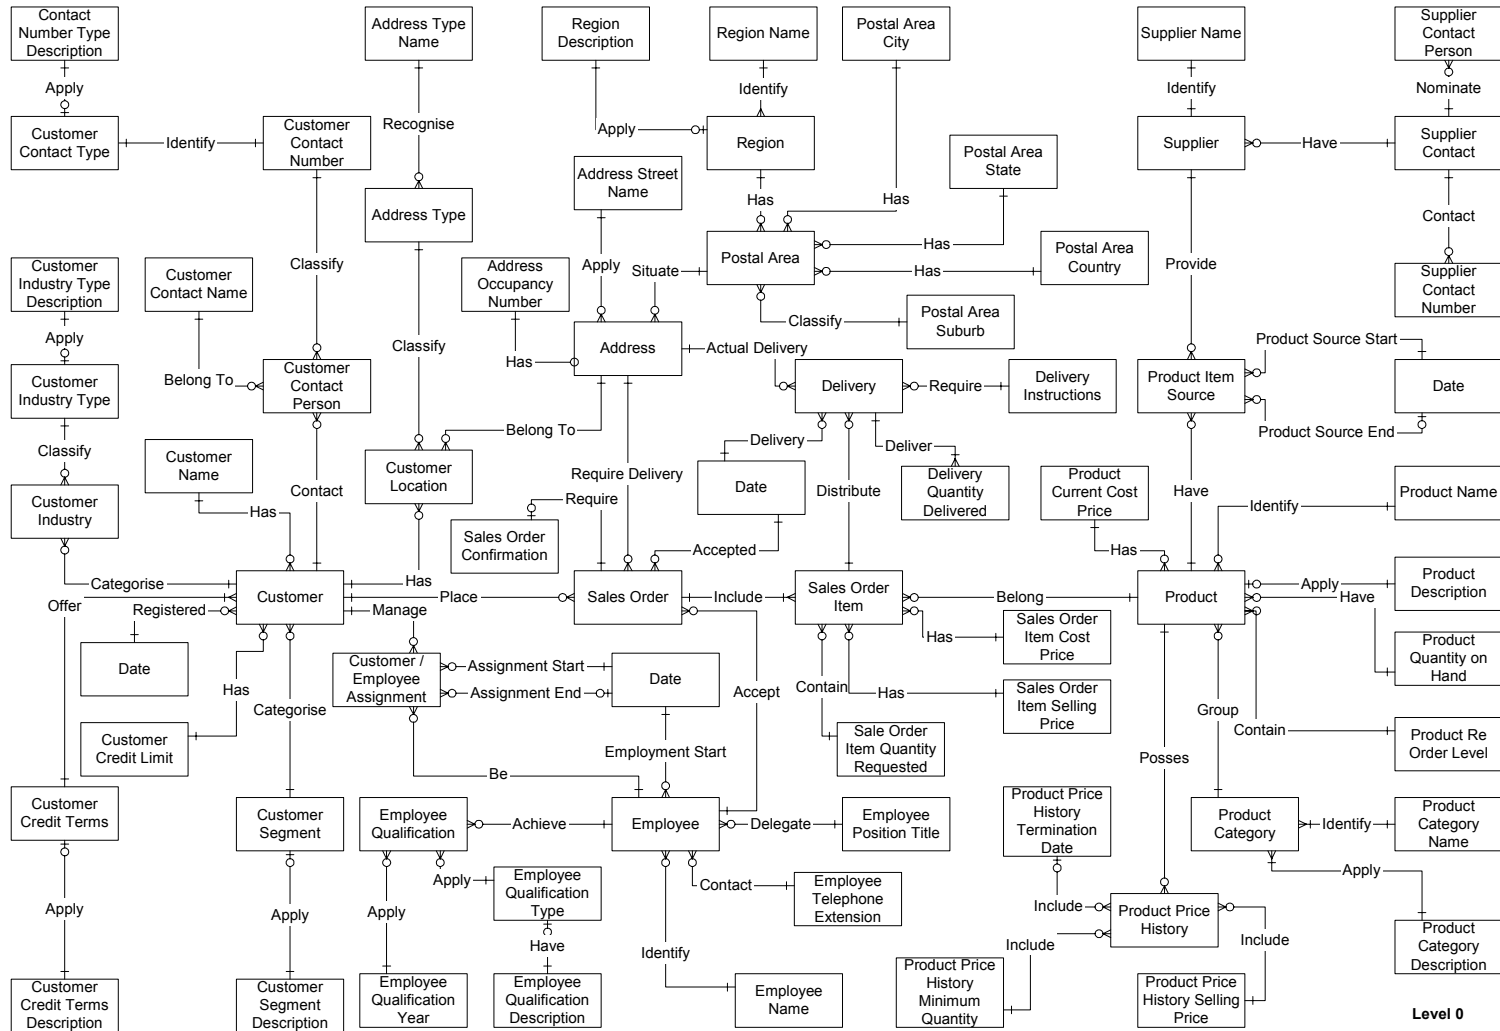 Contact
Number Type
Description
Address Type
Name
Region
Description
Region Name
Postal Area
City
Supplier Name
Supplier
Contact
Person
Apply
Identify
Identify
Nominate
Customer
Contact Type
Identify
Customer
Contact
Number
Recognise
Apply
Region
Postal Area
State
Supplier
Have
Supplier
Contact
Address Street
Name
Address Type
Has
Has
Has
Contact
Classify
Customer
Industry Type
Description
Customer
Contact Name
Address
Occupancy
Number
Apply
Situate
Postal Area
Has
Postal Area
Country
Provide
Supplier
Contact
Number
Classify
Postal Area
Suburb
Apply
Classify
Has
Address
Actual Delivery
Product Source Start
Customer
Industry Type
Belong To
Customer
Contact
Person
Delivery
Require
Delivery
Instructions
Product Item
Source
Date
Classify
Customer
Name
Belong To
Delivery
Deliver
Product Source End
Customer
Industry
Contact
Customer
Location
Require Delivery
Date
Distribute
Delivery
Quantity
Delivered
Product
Current Cost
Price
Have
Product Name
Has
Require
Identify
Sales Order
Confirmation
Accepted
Has
Categorise
Customer
Has
Sales Order
Include
Sales Order
Item
Belong
Product
Apply
Product
Description
Offer
Place
Have
Registered
Manage
Has
Sales Order
Item Cost
Price
Product
Quantity on
Hand
Date
Customer /
Employee
Assignment
Assignment Start
Assignment End
Date
Accept
Contain
Has
Sales Order
Item Selling
Price
Has
Categorise
Group
Customer
Credit Limit
Employment Start
Sale Order
Item Quantity
Requested
Posses
Contain
Product Re
Order Level
Be
Customer
Credit Terms
Customer
Segment
Employee
Qualification
Achieve
Employee
Delegate
Employee
Position Title
Product Price
History
Termination
Date
Product
Category
Identify
Product
Category
Name
Apply
Employee
Qualification
Type
Contact
Employee
Telephone
Extension
Apply
Apply
Apply
Apply
Include
Product Price
History
Include
Have
Identify
Include
Product
Category
Description
Customer
Credit Terms
Description
Customer
Segment
Description
Employee
Qualification
Year
Employee
Qualification
Description
Employee
Name
Product Price
History
Minimum
Quantity
Product Price
History Selling
Price
Level 0